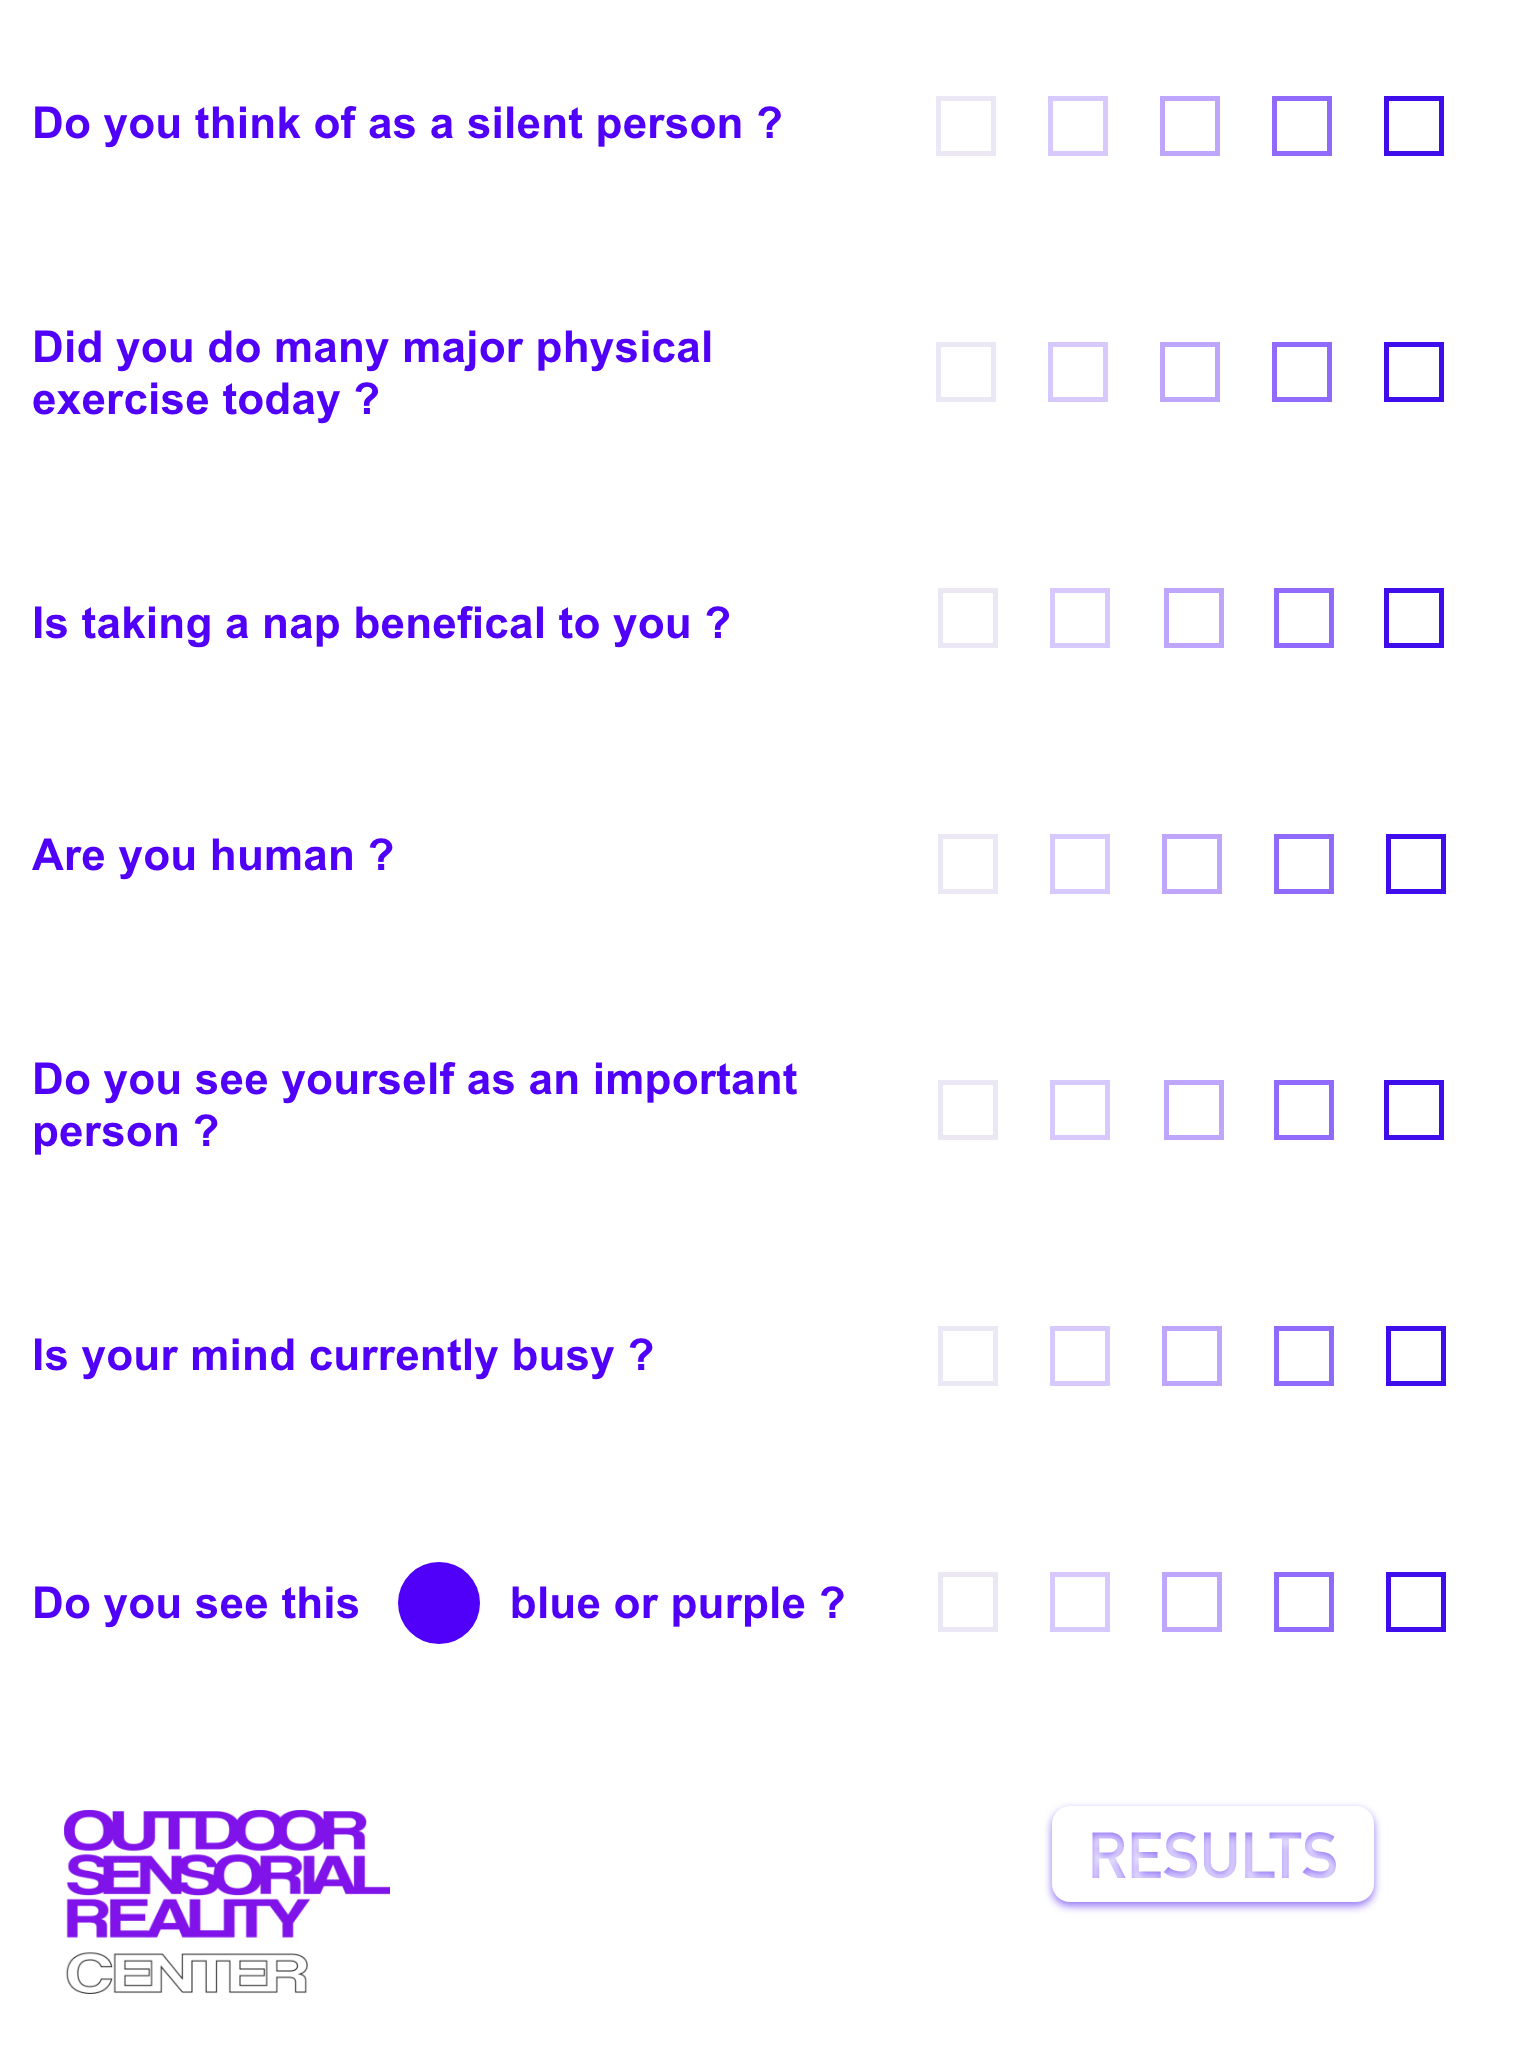 Do you think of as a silent person ?
Did you do many major physical
exercise today ?
Is taking a nap benefical to you ?
Are you human ?
Do you see yourself as an important
person ?
Is your mind currently busy ?
Do you see this blue or purple ?
OUTDOOR
SENSORIAL
REALITY
CENTER
RESULTS